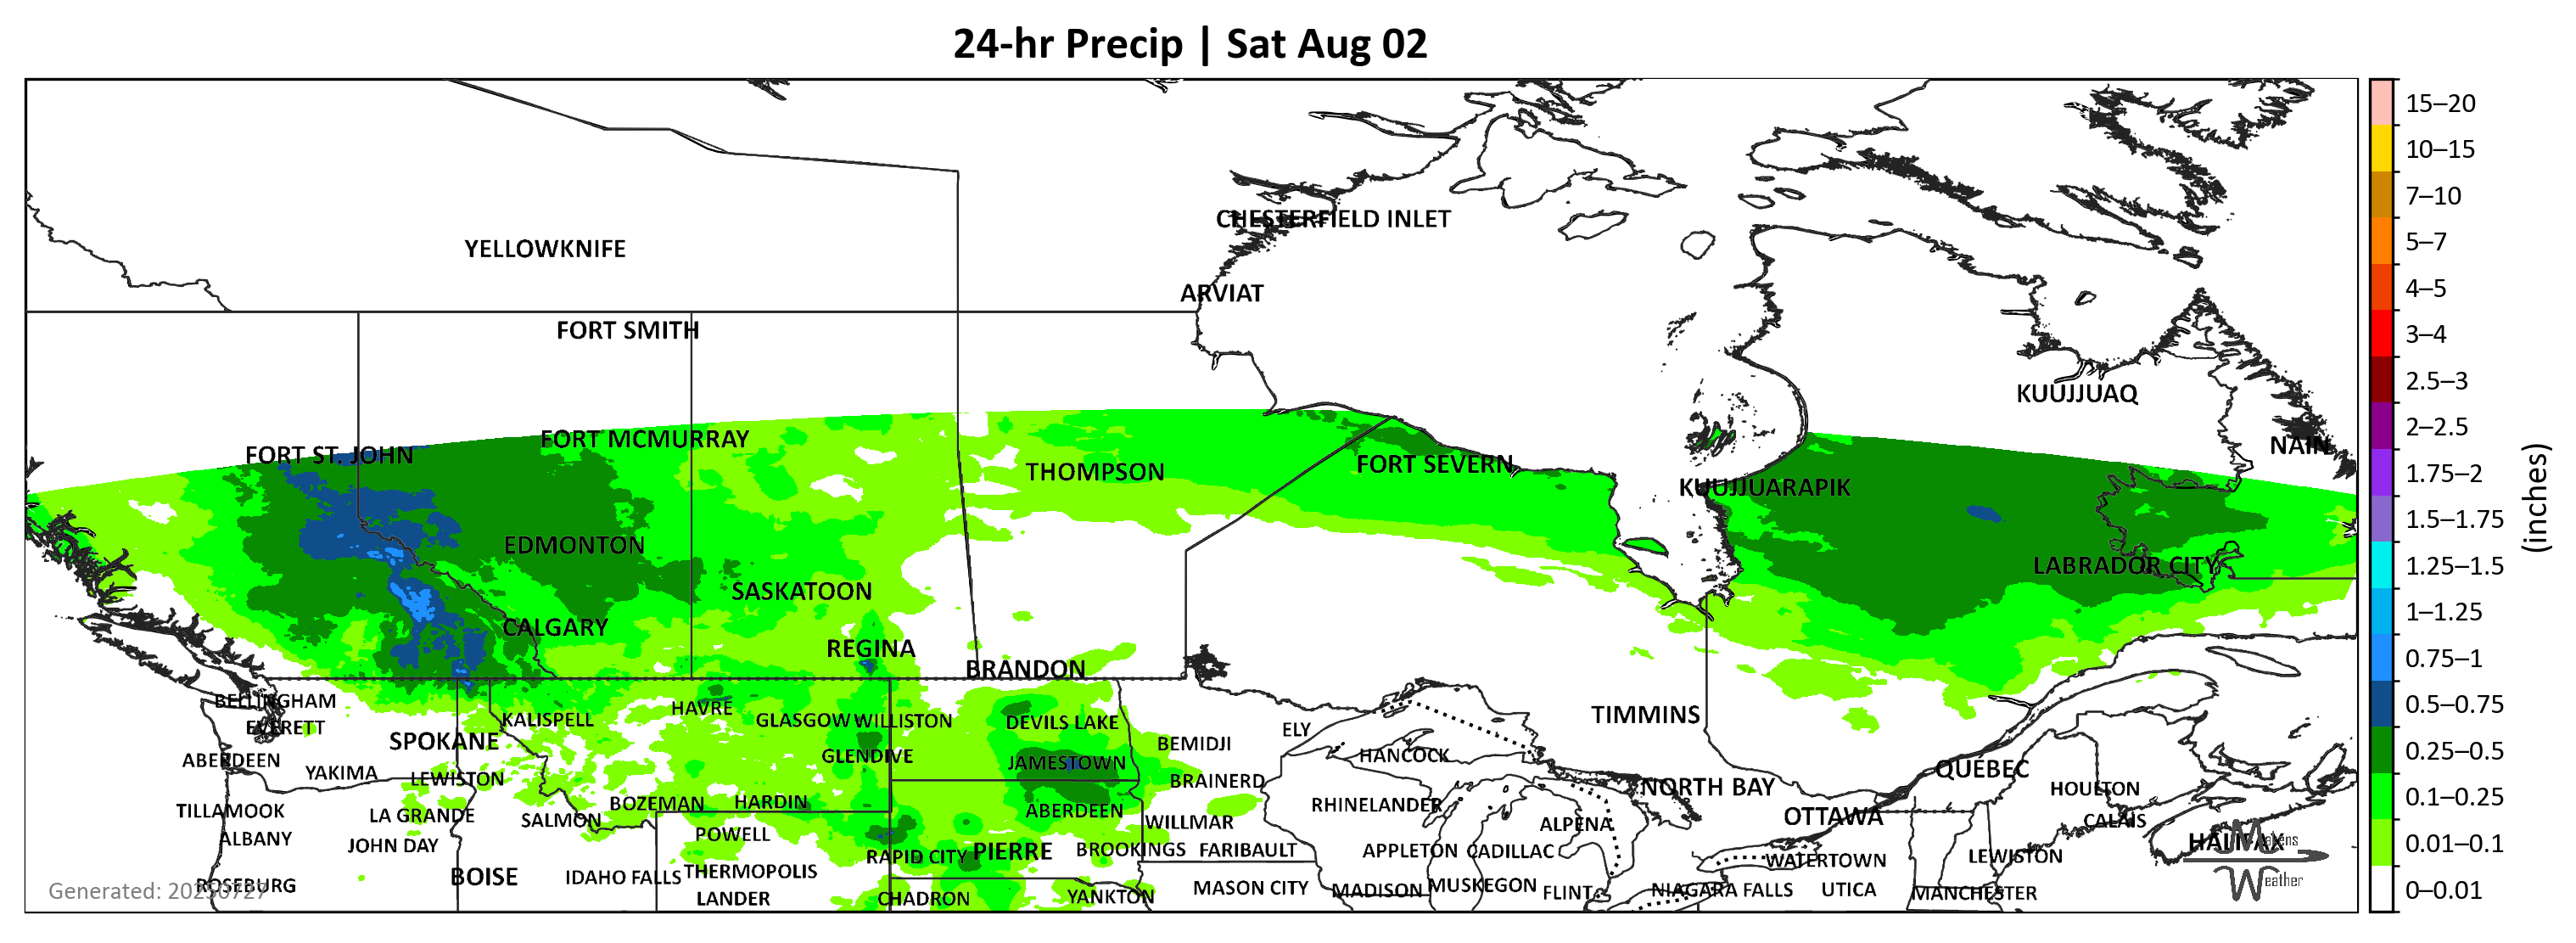 24-hr Precip | Sat Aug 02
CHESTERFIELD INLET
YELLOWKNIFE
ARVIAT
FORT SMITH
KUUJJUAQ
FORT MCMURRAY
NAIN
FORT ST. JOHN
FORT SEVERN
THOMPSON
KUUJJUARAPIK
EDMONTON
LABRADOR CITY
SASKATOON
CALGARY
REGINA
BRANDON
BELLINGHAM
HAVRE
TIMMINS
KALISPELL
GLASGOW
WILLISTON
DEVILS LAKE
EVERETT
ELY
SPOKANE
BEMIDJI
GLENDIVE
HANCOCK
ABERDEEN
JAMESTOWN
QUÉBEC
YAKIMA
LEWISTON
BRAINERD
NORTH BAY
HOULTON
BOZEMAN
HARDIN
RHINELANDER
TILLAMOOK
ABERDEEN
LA GRANDE
SALMON
WILLMAR
OTTAWA
CALAIS
ALPENA
POWELL
ALBANY
HALIFAX
Mathens
JOHN DAY
BROOKINGS
FARIBAULT
APPLETON
CADILLAC
PIERRE
RAPID CITY
LEWISTON
WATERTOWN
THERMOPOLIS
BOISE
IDAHO FALLS
Weather
ROSEBURG
MASON CITY
MUSKEGON
MADISON
FLINT
NIAGARA FALLS
UTICA
MANCHESTER
Generated: 20250727
LANDER
CHADRON
YANKTON
15–20
10–15
7–10
5–7
4–5
3–4
2.5–3
2–2.5
1.75–2
1.5–1.75
1.25–1.5
1–1.25
0.75–1
0.5–0.75
0.25–0.5
0.1–0.25
0.01–0.1
0–0.01
(inches)